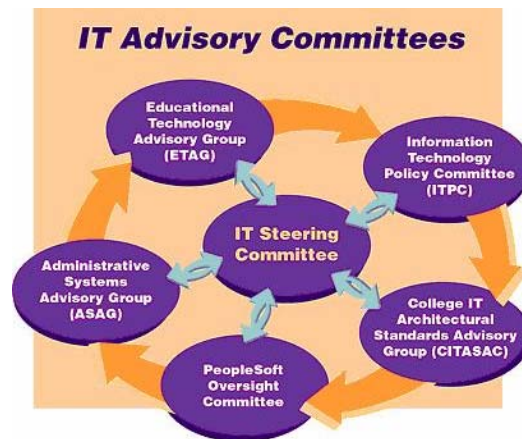 IT Advisory Committees
Educational
Technology
Advisory Group
(ETAG)
Information
Technology
Policy Committee
(ITPC)
IT Steering
Committee
Administrative
Systems
Advisory Group
(ASAG)
College IT
Architectural
Standards Advisory
Group (CITASAC)
PeopleSoft
Oversight
Committee